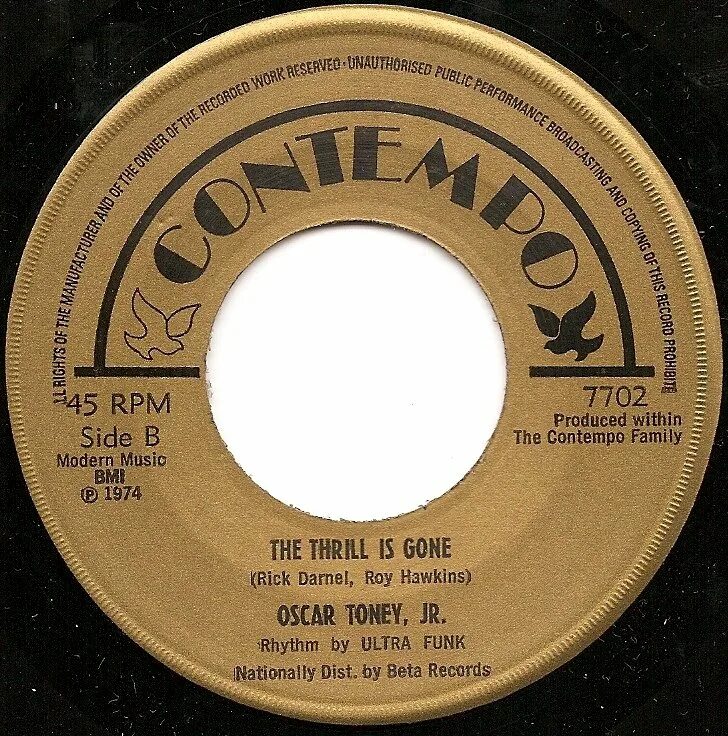 ALL RIGHTS OF THE MANUFACTURER AND OF THE OWNER OF THE RECORDED WORK RESERVED · UNAUTHORISED PUBLIC PERFORMANCE BROADCASTING AND COPYING OF THIS RECORD PROHIBITED
CONTEMPO
45 RPM
Side B
Modern Music
BMI
℗ 1974
7702
Produced within
The Contempo Family
THE THRILL IS GONE
(Rick Darnel, Roy Hawkins)
OSCAR TONEY, JR.
Rhythm by ULTRA FUNK
Nationally Dist. by Beta Records